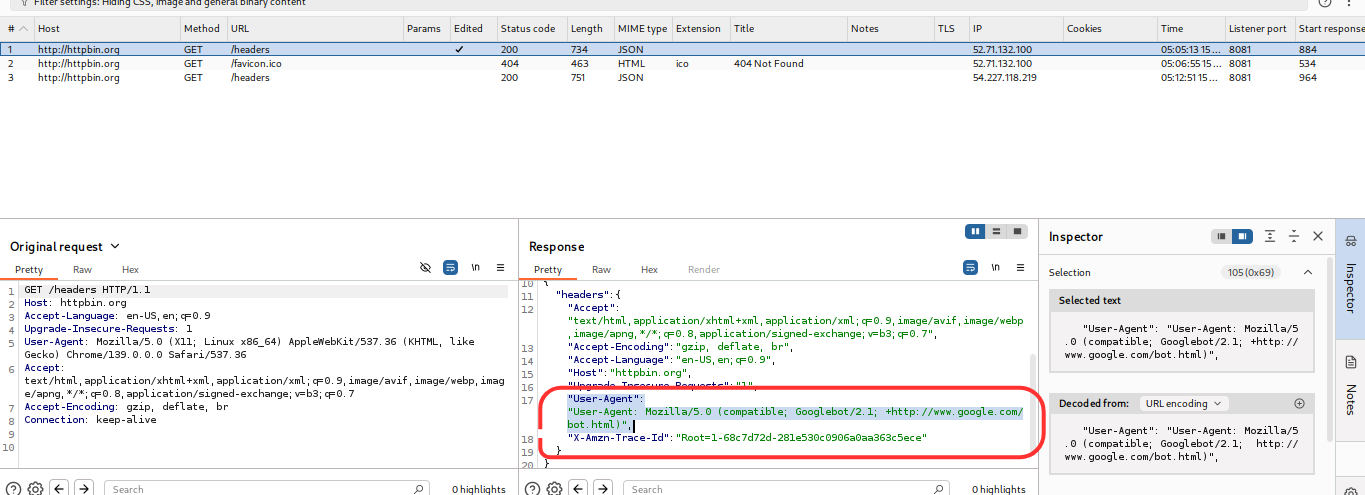 Filter settings: Hiding CSS, image and general binary content
# Host Method URL Params Edited Status code Length MIME type Extension Title Notes TLS IP Cookies Time Listener port Start response
1 http://httpbin.org GET /headers ✓ 200 734 JSON 52.71.132.100 05:05:13 15 ... 8081 884
2 http://httpbin.org GET /favicon.ico 404 463 HTML ico 404 Not Found 52.71.132.100 05:06:55 15 ... 8081 534
3 http://httpbin.org GET /headers 200 751 JSON 54.227.118.219 05:12:51 15 ... 8081 964
Original request
Pretty Raw Hex
\n
1 GET /headers HTTP/1.1
2 Host: httpbin.org
3 Accept-Language: en-US,en;q=0.9
4 Upgrade-Insecure-Requests: 1
5 User-Agent: Mozilla/5.0 (X11; Linux x86_64) AppleWebKit/537.36 (KHTML, like
Gecko) Chrome/139.0.0.0 Safari/537.36
6 Accept:
text/html,application/xhtml+xml,application/xml;q=0.9,image/avif,image/webp,imag
e/apng,*/*;q=0.8,application/signed-exchange;v=b3;q=0.7
7 Accept-Encoding: gzip, deflate, br
8 Connection: keep-alive
9
10
Search
0 highlights
Response
Pretty Raw Hex Render
\n
10 {
11 "headers":{
12 "Accept":
"text/html,application/xhtml+xml,application/xml;q=0.9,image/avif,image/webp
,image/apng,*/*;q=0.8,application/signed-exchange;v=b3;q=0.7",
13 "Accept-Encoding":"gzip, deflate, br",
14 "Accept-Language":"en-US,en;q=0.9",
15 "Host":"httpbin.org",
16 "Upgrade-Insecure-Requests":"1",
17 "User-Agent":
"User-Agent: Mozilla/5.0 (compatible; Googlebot/2.1; +http://www.google.com/
bot.html)",
18 "X-Amzn-Trace-Id":"Root=1-68c7d72d-281e530c0906a0aa363c5ece"
19 }
20 }
Search
0 highlights
Inspector
Selection 105 (0x69)
Selected text
"User-Agent": "User-Agent: Mozilla/5
.0 (compatible; Googlebot/2.1; +http://
www.google.com/bot.html)",
Decoded from: URL encoding
"User-Agent": "User-Agent: Mozilla/5
.0 (compatible; Googlebot/2.1;  http://
www.google.com/bot.html)",
Inspector
Notes